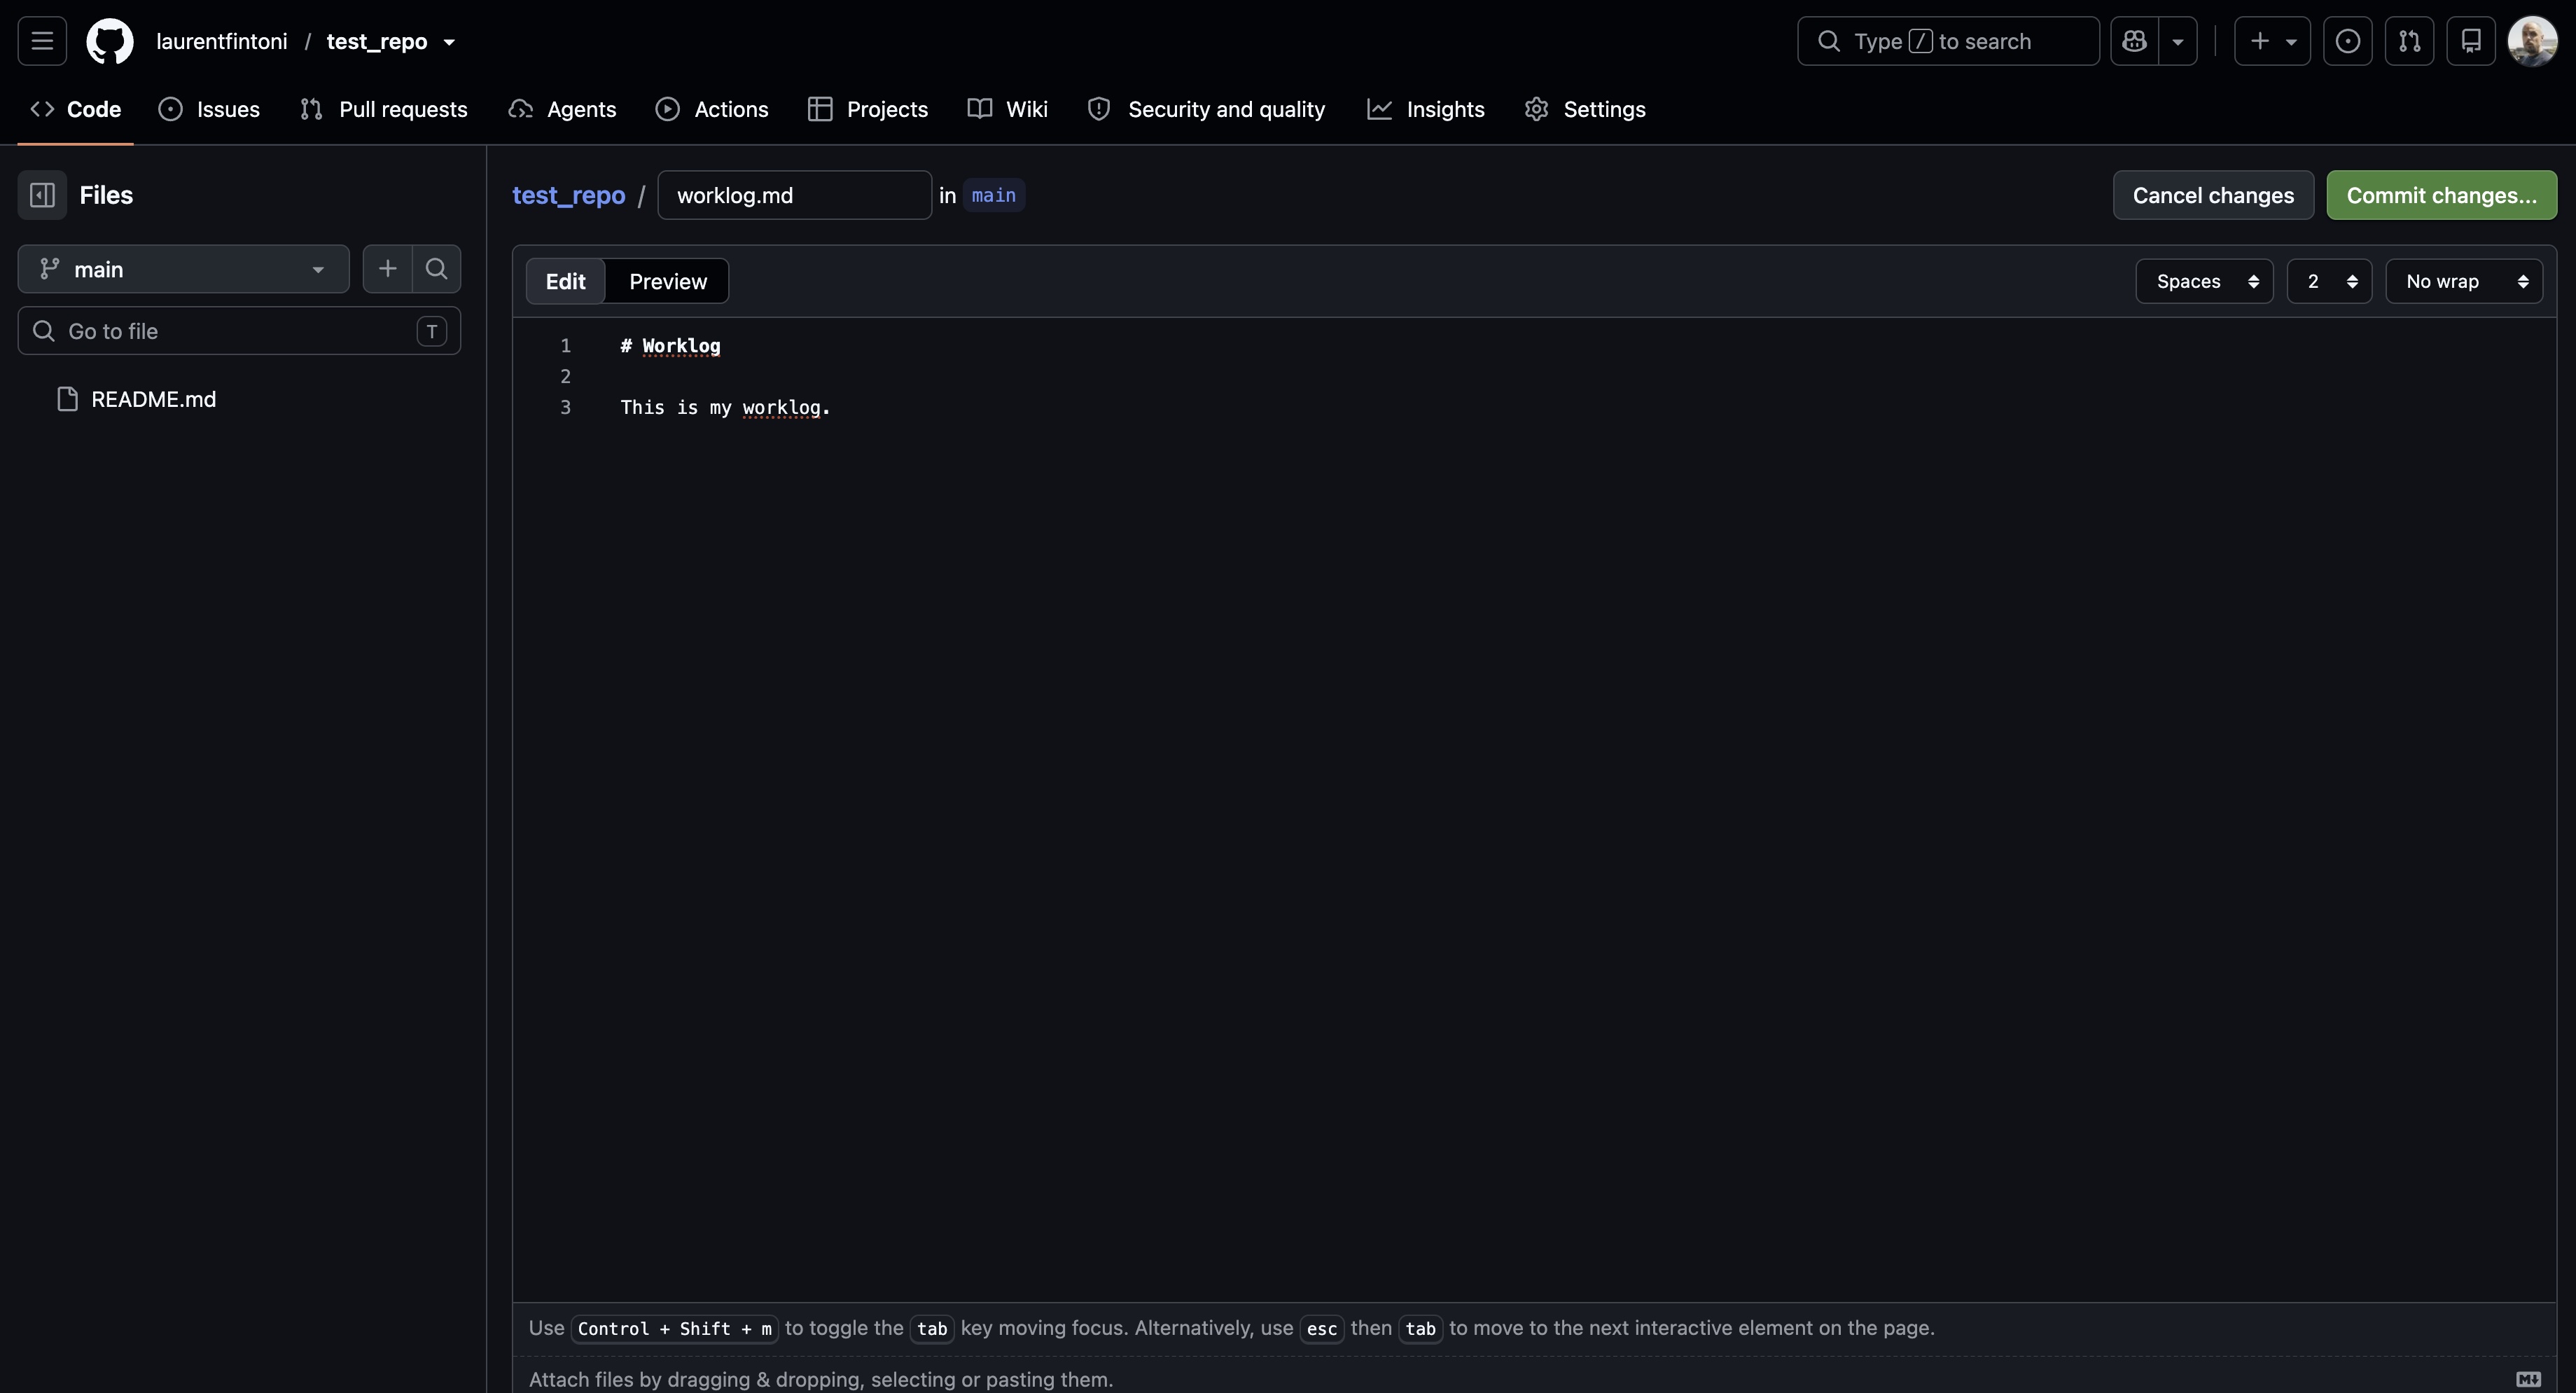 laurentfintoni / test_repo
Type / to search
Code Issues Pull requests Agents Actions Projects Wiki Security and quality Insights Settings
Files
test_repo / worklog.md in main
Cancel changes Commit changes...
main
Go to file T
README.md
Edit Preview
Spaces 2 No wrap
1 # Worklog
2
3 This is my worklog.
Use Control + Shift + m to toggle the tab key moving focus. Alternatively, use esc then tab to move to the next interactive element on the page.
Attach files by dragging & dropping, selecting or pasting them.
M↓